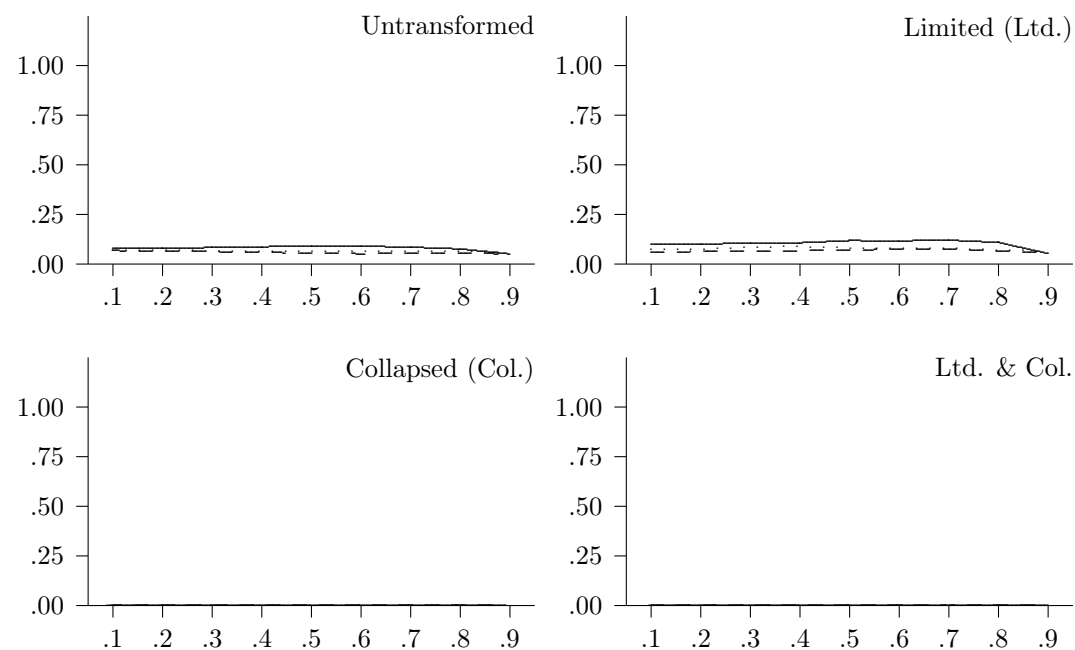 Untransformed
1.00
.75
.50
.25
.00
.1 .2 .3 .4 .5 .6 .7 .8 .9
Limited (Ltd.)
1.00
.75
.50
.25
.00
.1 .2 .3 .4 .5 .6 .7 .8 .9
Collapsed (Col.)
1.00
.75
.50
.25
.00
.1 .2 .3 .4 .5 .6 .7 .8 .9
Ltd. & Col.
1.00
.75
.50
.25
.00
.1 .2 .3 .4 .5 .6 .7 .8 .9